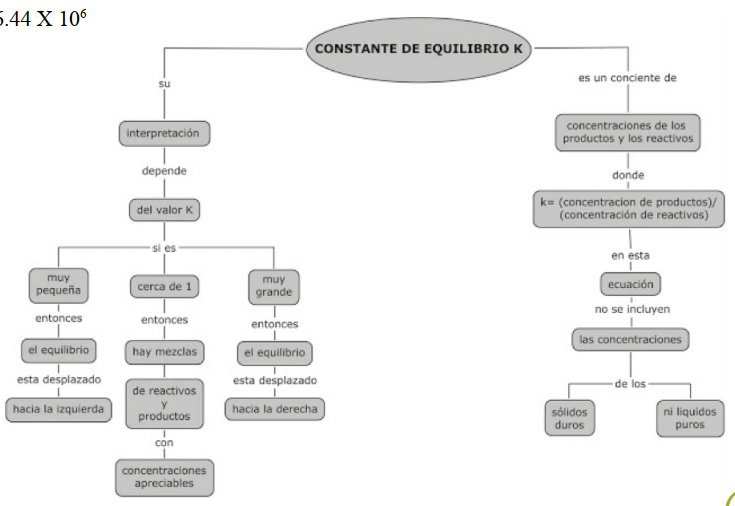 5.44 X 10⁶
CONSTANTE DE EQUILIBRIO K
su
interpretación
depende
del valor K
si es
muy
pequeña
entonces
el equilibrio
esta desplazado
hacia la izquierda
cerca de 1
entonces
hay mezclas
de reactivos
y
productos
con
concentraciones
apreciables
muy
grande
entonces
el equilibrio
esta desplazado
hacia la derecha
es un conciente de
concentraciones de los
productos y los reactivos
donde
k= (concentracion de productos)/
(concentración de reactivos)
en esta
ecuación
no se incluyen
las concentraciones
de los
sólidos
duros
ni liquidos
puros